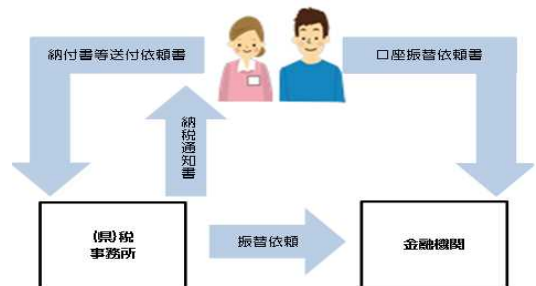 納付書等送付依頼書
口座振替依頼書
納税通知書
(県)税
事務所
振替依頼
金融機関